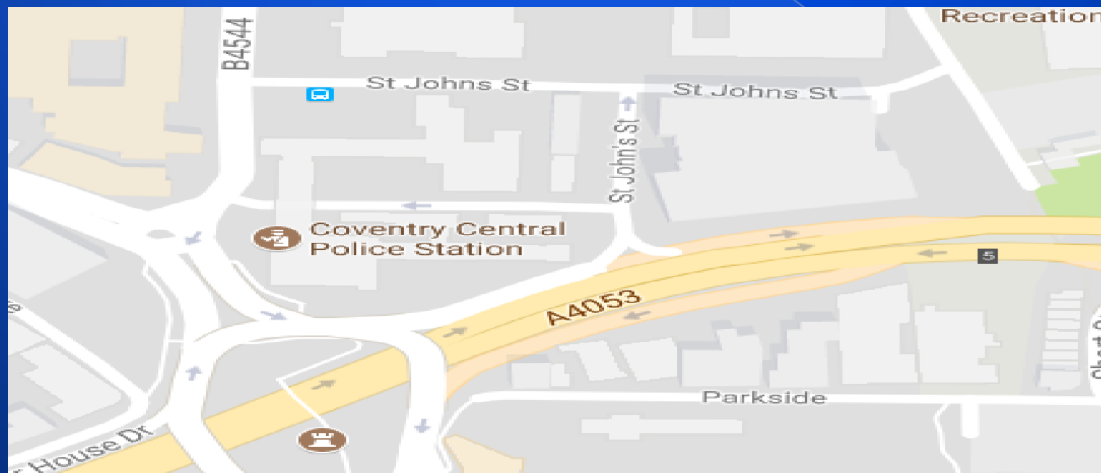 Recreation
B4544
St Johns St
St Johns St
St John's St
Coventry Central
Police Station
5
A4053
Parkside
House Dr